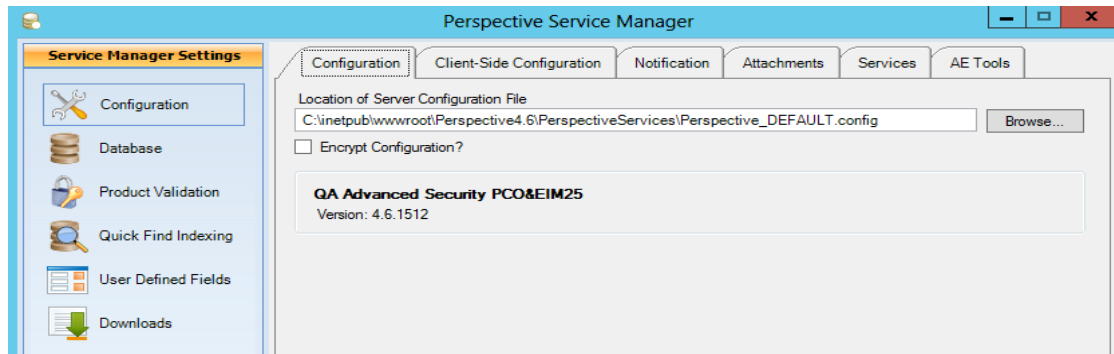 Perspective Service Manager
Service Manager Settings
Configuration
Database
Product Validation
Quick Find Indexing
User Defined Fields
Downloads
Configuration Client-Side Configuration Notification Attachments Services AE Tools
Location of Server Configuration File
C:\inetpub\wwwroot\Perspective4.6\PerspectiveServices\Perspective_DEFAULT.config Browse...
Encrypt Configuration?
QA Advanced Security PCO&EIM25
Version: 4.6.1512